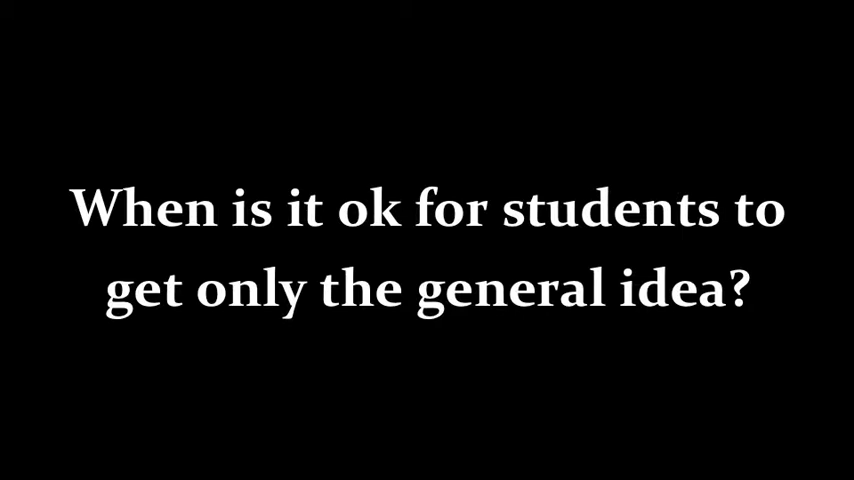 When is it ok for students to
get only the general idea?